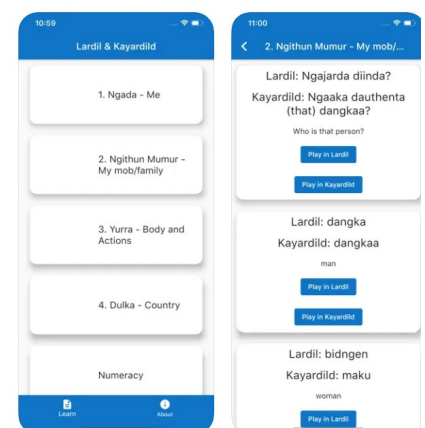 10:59
Lardil & Kayardild
1. Ngada - Me
2. Ngithun Mumur -
My mob/family
3. Yurra - Body and
Actions
4. Dulka - Country
Numeracy
Learn
About
11:00
2. Ngithun Mumur - My mob/...
Lardil: Ngajarda diinda?
Kayardild: Ngaaka dauthenta
(that) dangkaa?
Who is that person?
Play in Lardil
Play in Kayardild
Lardil: dangka
Kayardild: dangkaa
man
Play in Lardil
Play in Kayardild
Lardil: bidngen
Kayardild: maku
woman
Play in Lardil